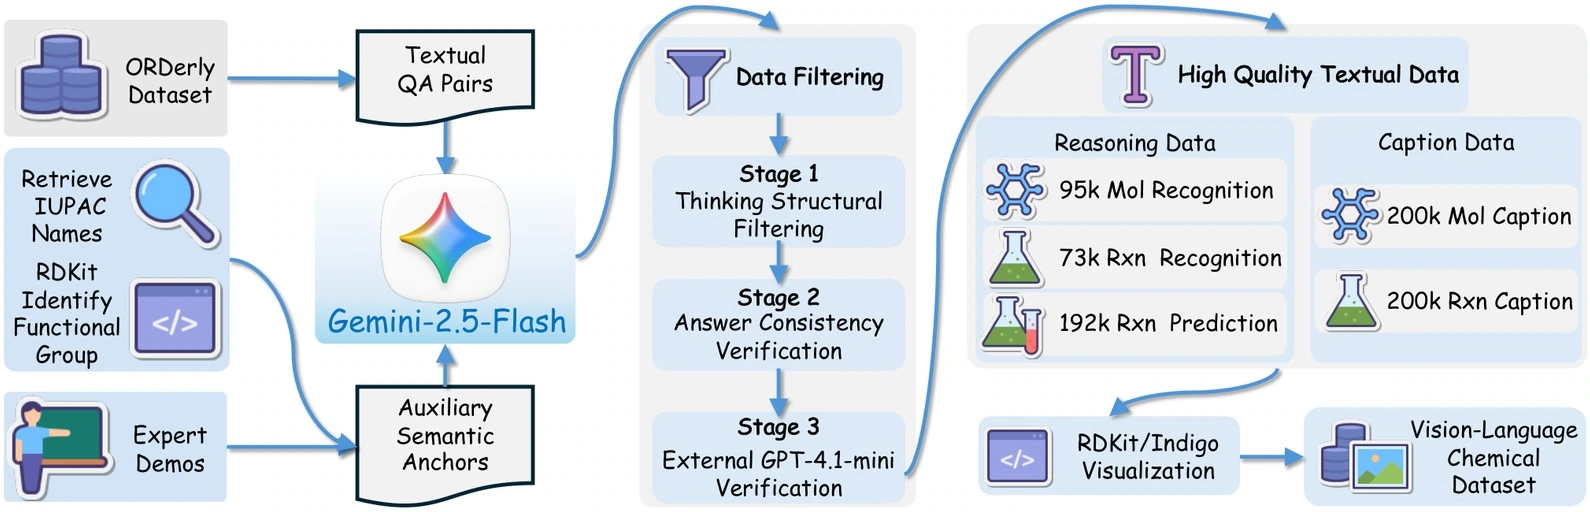 ORDerly
Dataset
Textual
QA Pairs
Retrieve
IUPAC
Names
RDKit
Identify
Functional
Group
</>
Expert
Demos
Gemini-2.5-Flash
Auxiliary
Semantic
Anchors
Data Filtering
Stage 1
Thinking Structural
Filtering
Stage 2
Answer Consistency
Verification
Stage 3
External GPT-4.1-mini
Verification
T High Quality Textual Data
Reasoning Data
95k Mol Recognition
73k Rxn Recognition
192k Rxn Prediction
Caption Data
200k Mol Caption
200k Rxn Caption
</>
RDKit/Indigo
Visualization
Vision-Language
Chemical
Dataset